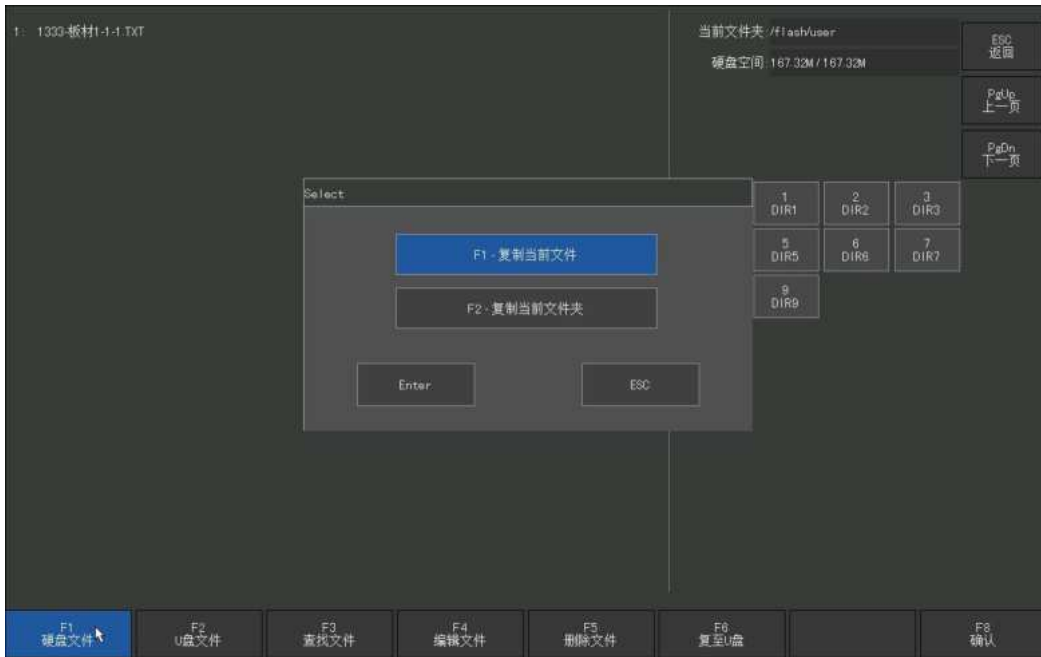 1: 1333-板材1-1-1.TXT
当前文件夹 /flash/user
硬盘空间 167.32M / 167.32M
ESC
返回
PgUp
上一页
PgDn
下一页
Select
F1 - 复制当前文件
F2 - 复制当前文件夹
Enter
ESC
1
DIR1
2
DIR2
3
DIR3
5
DIR5
6
DIR6
7
DIR7
9
DIR9
F1
硬盘文件
F2
U盘文件
F3
查找文件
F4
编辑文件
F5
删除文件
F6
复至U盘
F8
确认